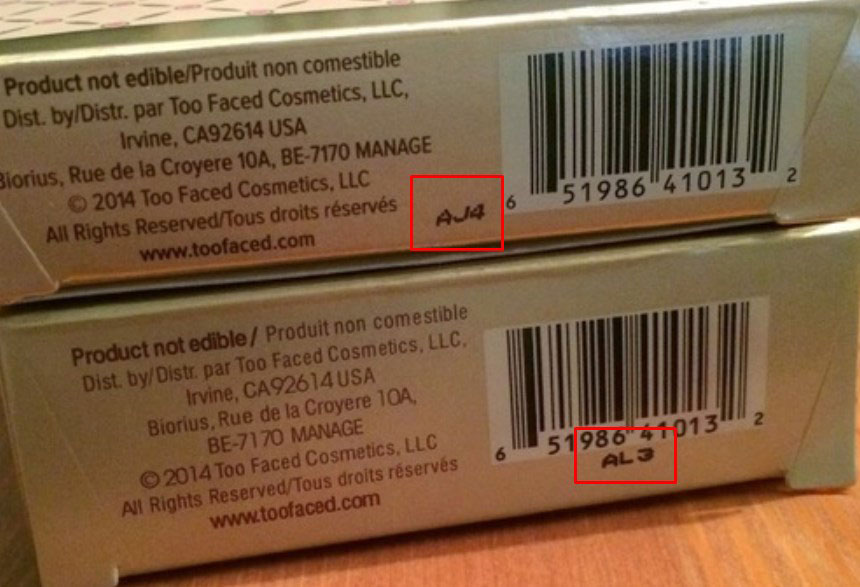 Product not edible/Produit non comestible
Dist. by/Distr. par Too Faced Cosmetics, LLC,
Irvine, CA92614 USA
Biorius, Rue de la Croyere 10A, BE-7170 MANAGE
© 2014 Too Faced Cosmetics, LLC
All Rights Reserved/Tous droits réservés
www.toofaced.com
AJ4
6 51986 41013 2
Product not edible/ Produit non comestible
Dist. by/Distr. par Too Faced Cosmetics, LLC,
Irvine, CA92614 USA
Biorius, Rue de la Croyere 10A,
BE-7170 MANAGE
© 2014 Too Faced Cosmetics, LLC
All Rights Reserved/Tous droits réservés
www.toofaced.com
6 51986 41013 2
AL3